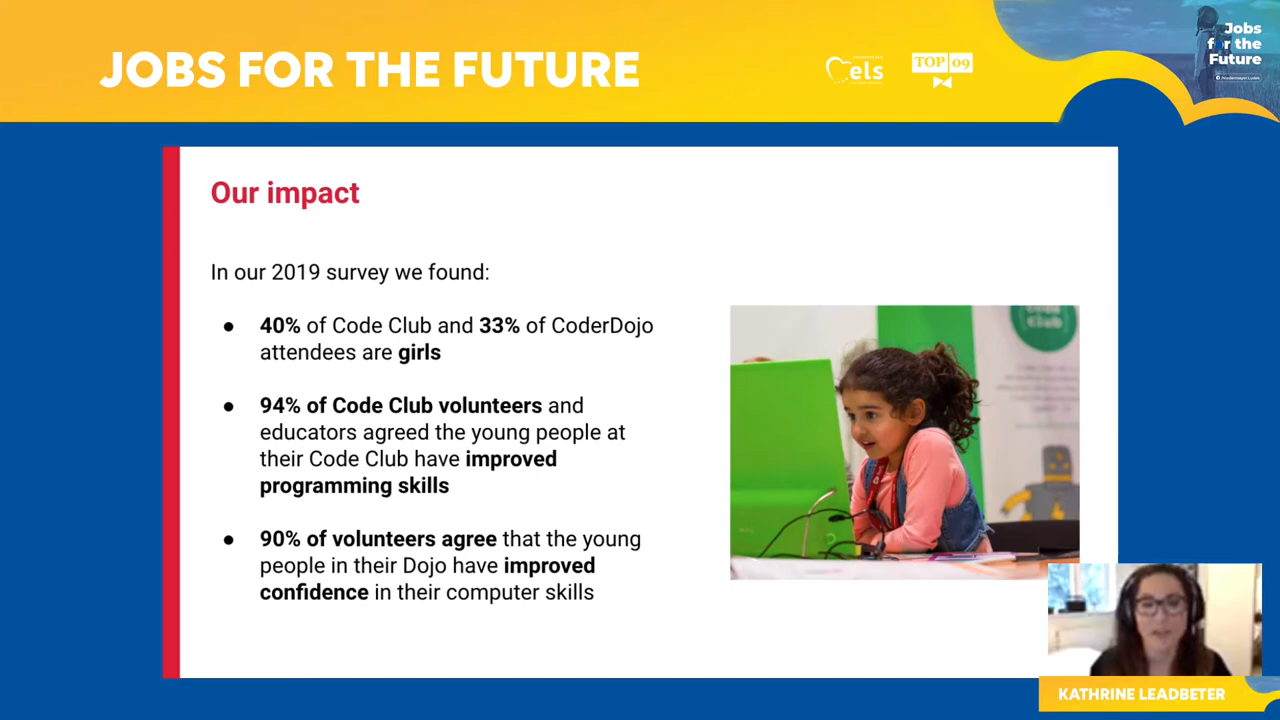 JOBS FOR THE FUTURE
els
TOP 09
Jobs
for the
Future
Our impact
In our 2019 survey we found:
● 40% of Code Club and 33% of CoderDojo
attendees are girls
● 94% of Code Club volunteers and
educators agreed the young people at
their Code Club have improved
programming skills
● 90% of volunteers agree that the young
people in their Dojo have improved
confidence in their computer skills
club
KATHRINE LEADBETER